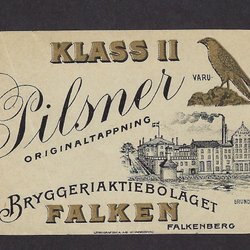 KLASS II
Pilsner
VARU-
ORIGINALTAPPNING
BRYGGERIAKTIEBOLAGET
FALKEN
FALKENBERG